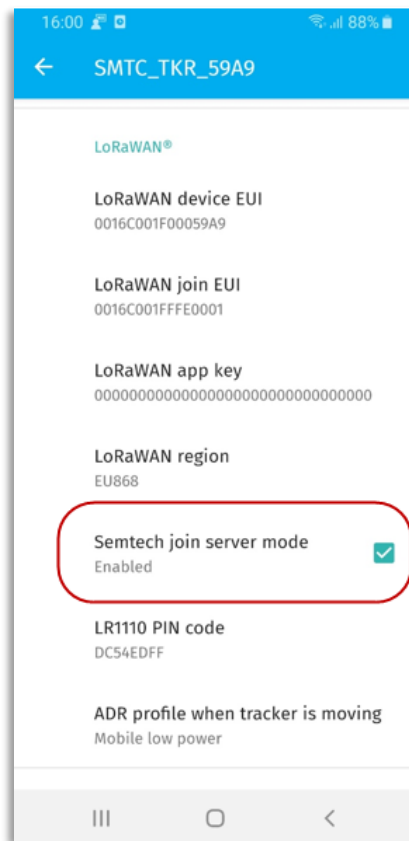 16:00 88%
SMTC_TKR_59A9
LoRaWAN®
LoRaWAN device EUI
0016C001F00059A9
LoRaWAN join EUI
0016C001FFFE0001
LoRaWAN app key
00000000000000000000000000000000
LoRaWAN region
EU868
Semtech join server mode
Enabled
LR1110 PIN code
DC54EDFF
ADR profile when tracker is moving
Mobile low power